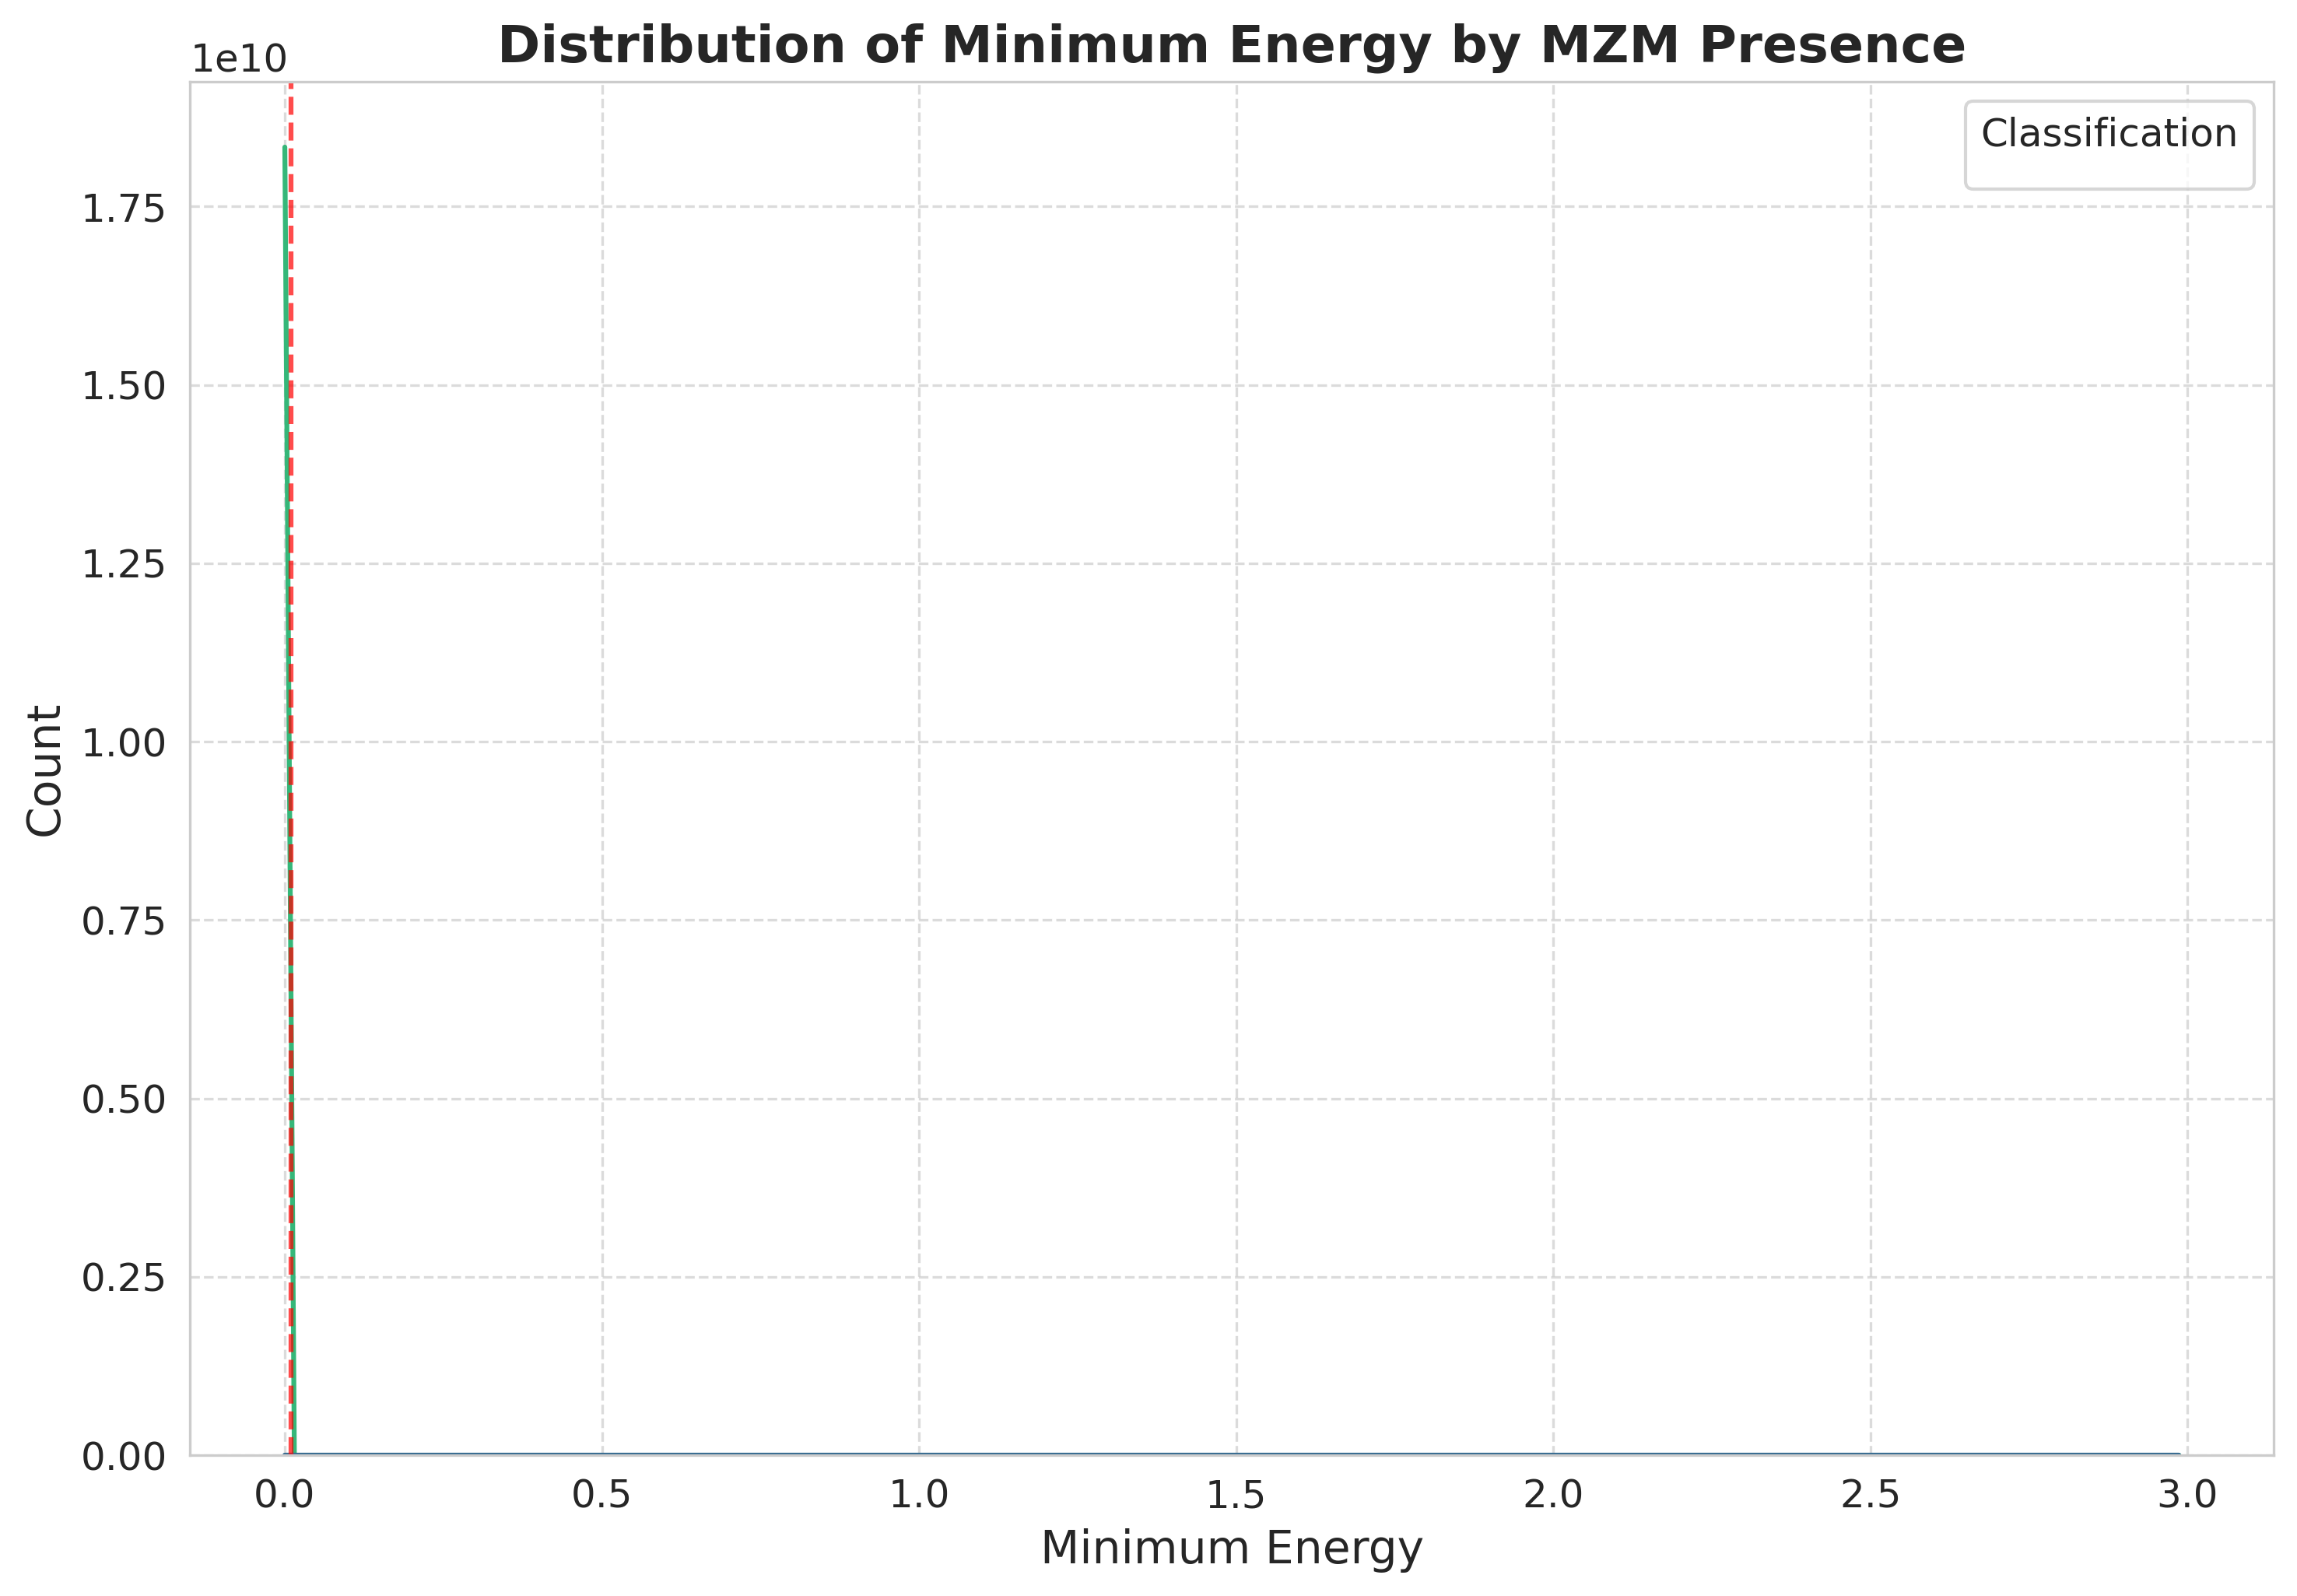 Distribution of Minimum Energy by MZM Presence
1e10
Classification
1.75
1.50
1.25
1.00
0.75
0.50
0.25
0.00
Count
0.0 0.5 1.0 1.5 2.0 2.5 3.0
Minimum Energy